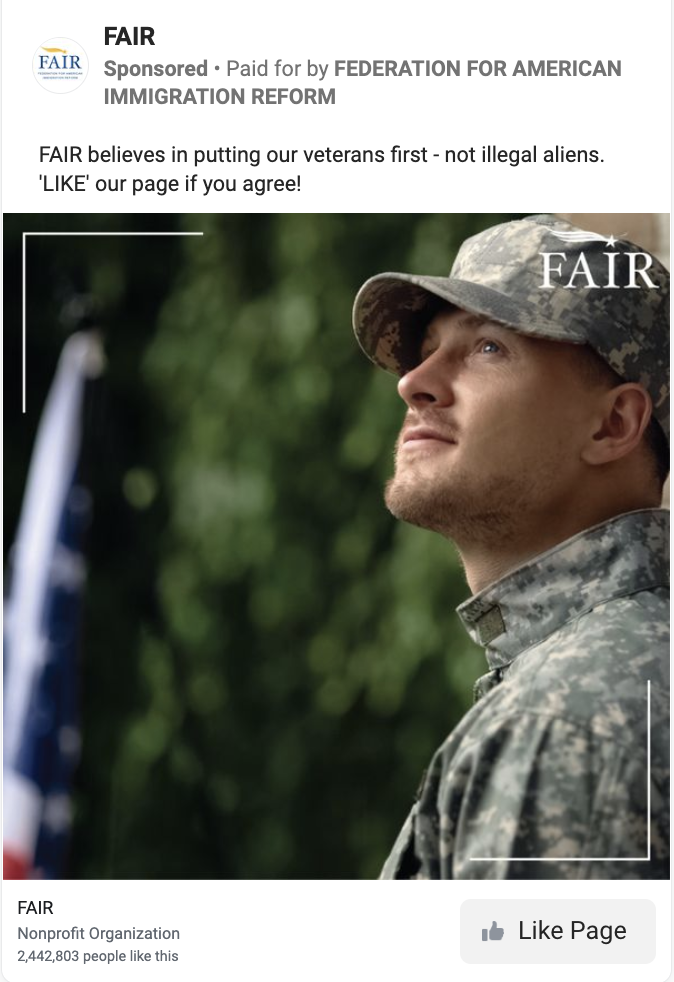 FAIR
Sponsored • Paid for by FEDERATION FOR AMERICAN
IMMIGRATION REFORM
FAIR
FEDERATION FOR AMERICAN
IMMIGRATION REFORM
FAIR believes in putting our veterans first - not illegal aliens.
'LIKE' our page if you agree!
FAIR
FAIR
Nonprofit Organization
2,442,803 people like this
Like Page